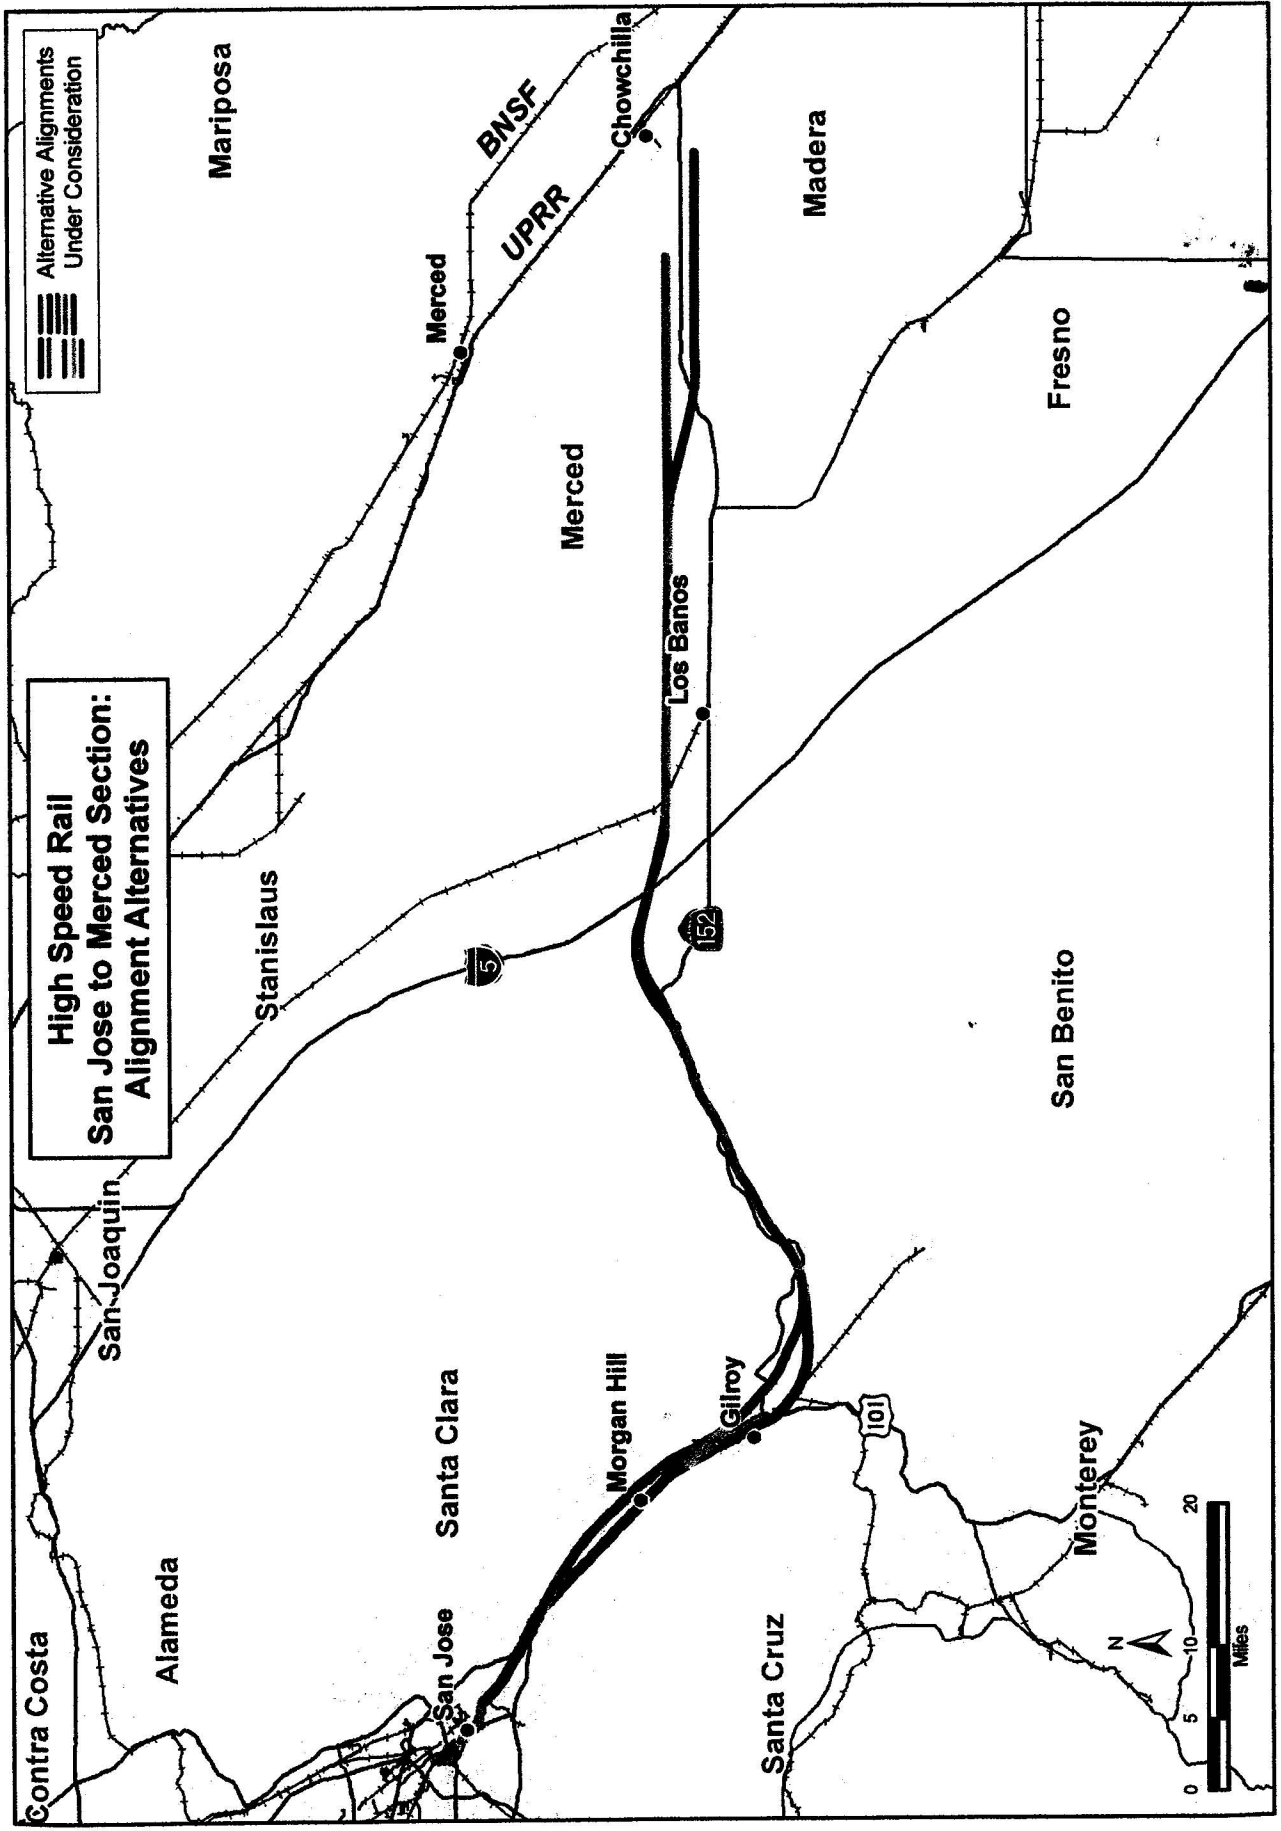 High Speed Rail
San Jose to Merced Section:
Alignment Alternatives
Alternative Alignments
Under Consideration
Contra Costa
San Joaquin
Alameda
Stanislaus
Mariposa
Santa Clara
San Jose
5
Merced
BNSF
UPRR
Merced
Chowchilla
Morgan Hill
Gilroy
Los Banos
152
Santa Cruz
Madera
101
San Benito
Fresno
Monterey
N
0 5 10 20
Miles